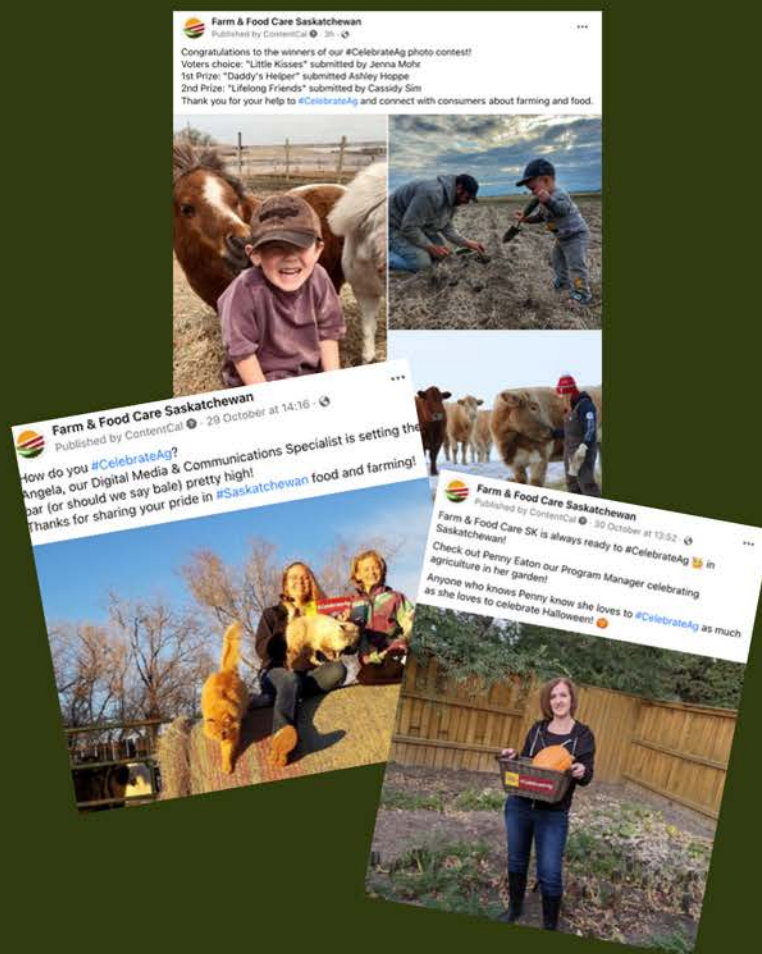 Farm & Food Care Saskatchewan
Published by ContentCal · 3h ·
Congratulations to the winners of our #CelebrateAg photo contest!
Voters choice: "Little Kisses" submitted by Jenna Mohr
1st Prize: "Daddy's Helper" submitted Ashley Hoppe
2nd Prize: "Lifelong Friends" submitted by Cassidy Sim
Thank you for your help to #CelebrateAg and connect with consumers about farming and food.
Farm & Food Care Saskatchewan
Published by ContentCal · 29 October at 14:16 ·
How do you #CelebrateAg?
Angela, our Digital Media & Communications Specialist is setting the
bar (or should we say bale) pretty high!
Thanks for sharing your pride in #Saskatchewan food and farming!
#CelebrateAg
Farm & Food Care Saskatchewan
Published by ContentCal · 30 October at 13:52 ·
Farm & Food Care SK is always ready to #CelebrateAg in
Saskatchewan!
Check out Penny Eaton our Program Manager celebrating
agriculture in her garden!
Anyone who knows Penny know she loves to #CelebrateAg as much
as she loves to celebrate Halloween!
#CelebrateAg